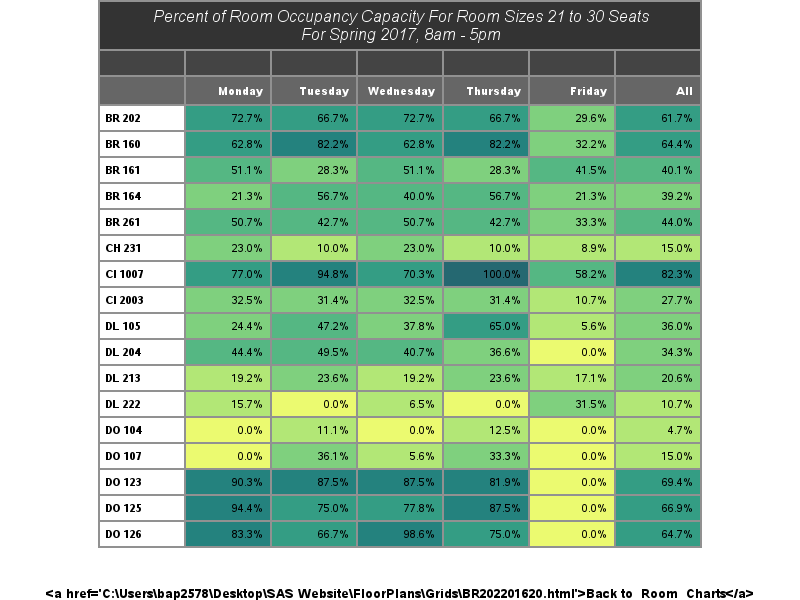 Percent of Room Occupancy Capacity For Room Sizes 21 to 30 Seats
For Spring 2017, 8am - 5pm
Monday Tuesday Wednesday Thursday Friday All
BR 202 72.7% 66.7% 72.7% 66.7% 29.6% 61.7%
BR 160 62.8% 82.2% 62.8% 82.2% 32.2% 64.4%
BR 161 51.1% 28.3% 51.1% 28.3% 41.5% 40.1%
BR 164 21.3% 56.7% 40.0% 56.7% 21.3% 39.2%
BR 261 50.7% 42.7% 50.7% 42.7% 33.3% 44.0%
CH 231 23.0% 10.0% 23.0% 10.0% 8.9% 15.0%
CI 1007 77.0% 94.8% 70.3% 100.0% 58.2% 82.3%
CI 2003 32.5% 31.4% 32.5% 31.4% 10.7% 27.7%
DL 105 24.4% 47.2% 37.8% 65.0% 5.6% 36.0%
DL 204 44.4% 49.5% 40.7% 36.6% 0.0% 34.3%
DL 213 19.2% 23.6% 19.2% 23.6% 17.1% 20.6%
DL 222 15.7% 0.0% 6.5% 0.0% 31.5% 10.7%
DO 104 0.0% 11.1% 0.0% 12.5% 0.0% 4.7%
DO 107 0.0% 36.1% 5.6% 33.3% 0.0% 15.0%
DO 123 90.3% 87.5% 87.5% 81.9% 0.0% 69.4%
DO 125 94.4% 75.0% 77.8% 87.5% 0.0% 66.9%
DO 126 83.3% 66.7% 98.6% 75.0% 0.0% 64.7%
<a href='C:\Users\bap2578\Desktop\SAS Website\FloorPlans\Grids\BR202201620.html'>Back to Room Charts</a>